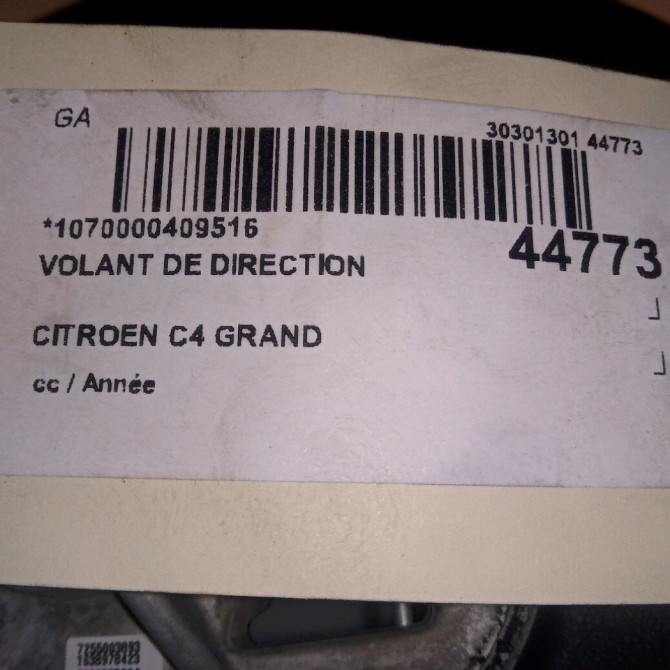 GA
30301301 44773
*1070000409516
44773
VOLANT DE DIRECTION
CITROEN C4 GRAND
cc / Année